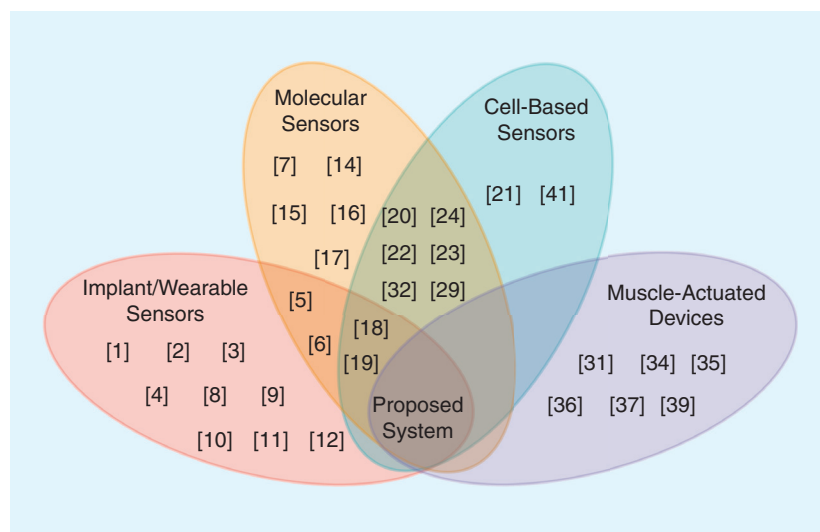 Molecular
Sensors
[7] [14]
[15] [16]
[17]
Cell-Based
Sensors
[21] [41]
[20] [24]
[22] [23]
[32] [29]
Implant/Wearable
Sensors
[1] [2] [3]
[4] [8] [9]
[10] [11] [12]
[5]
[6]
[18]
[19]
Proposed
System
Muscle-Actuated
Devices
[31] [34] [35]
[36] [37] [39]